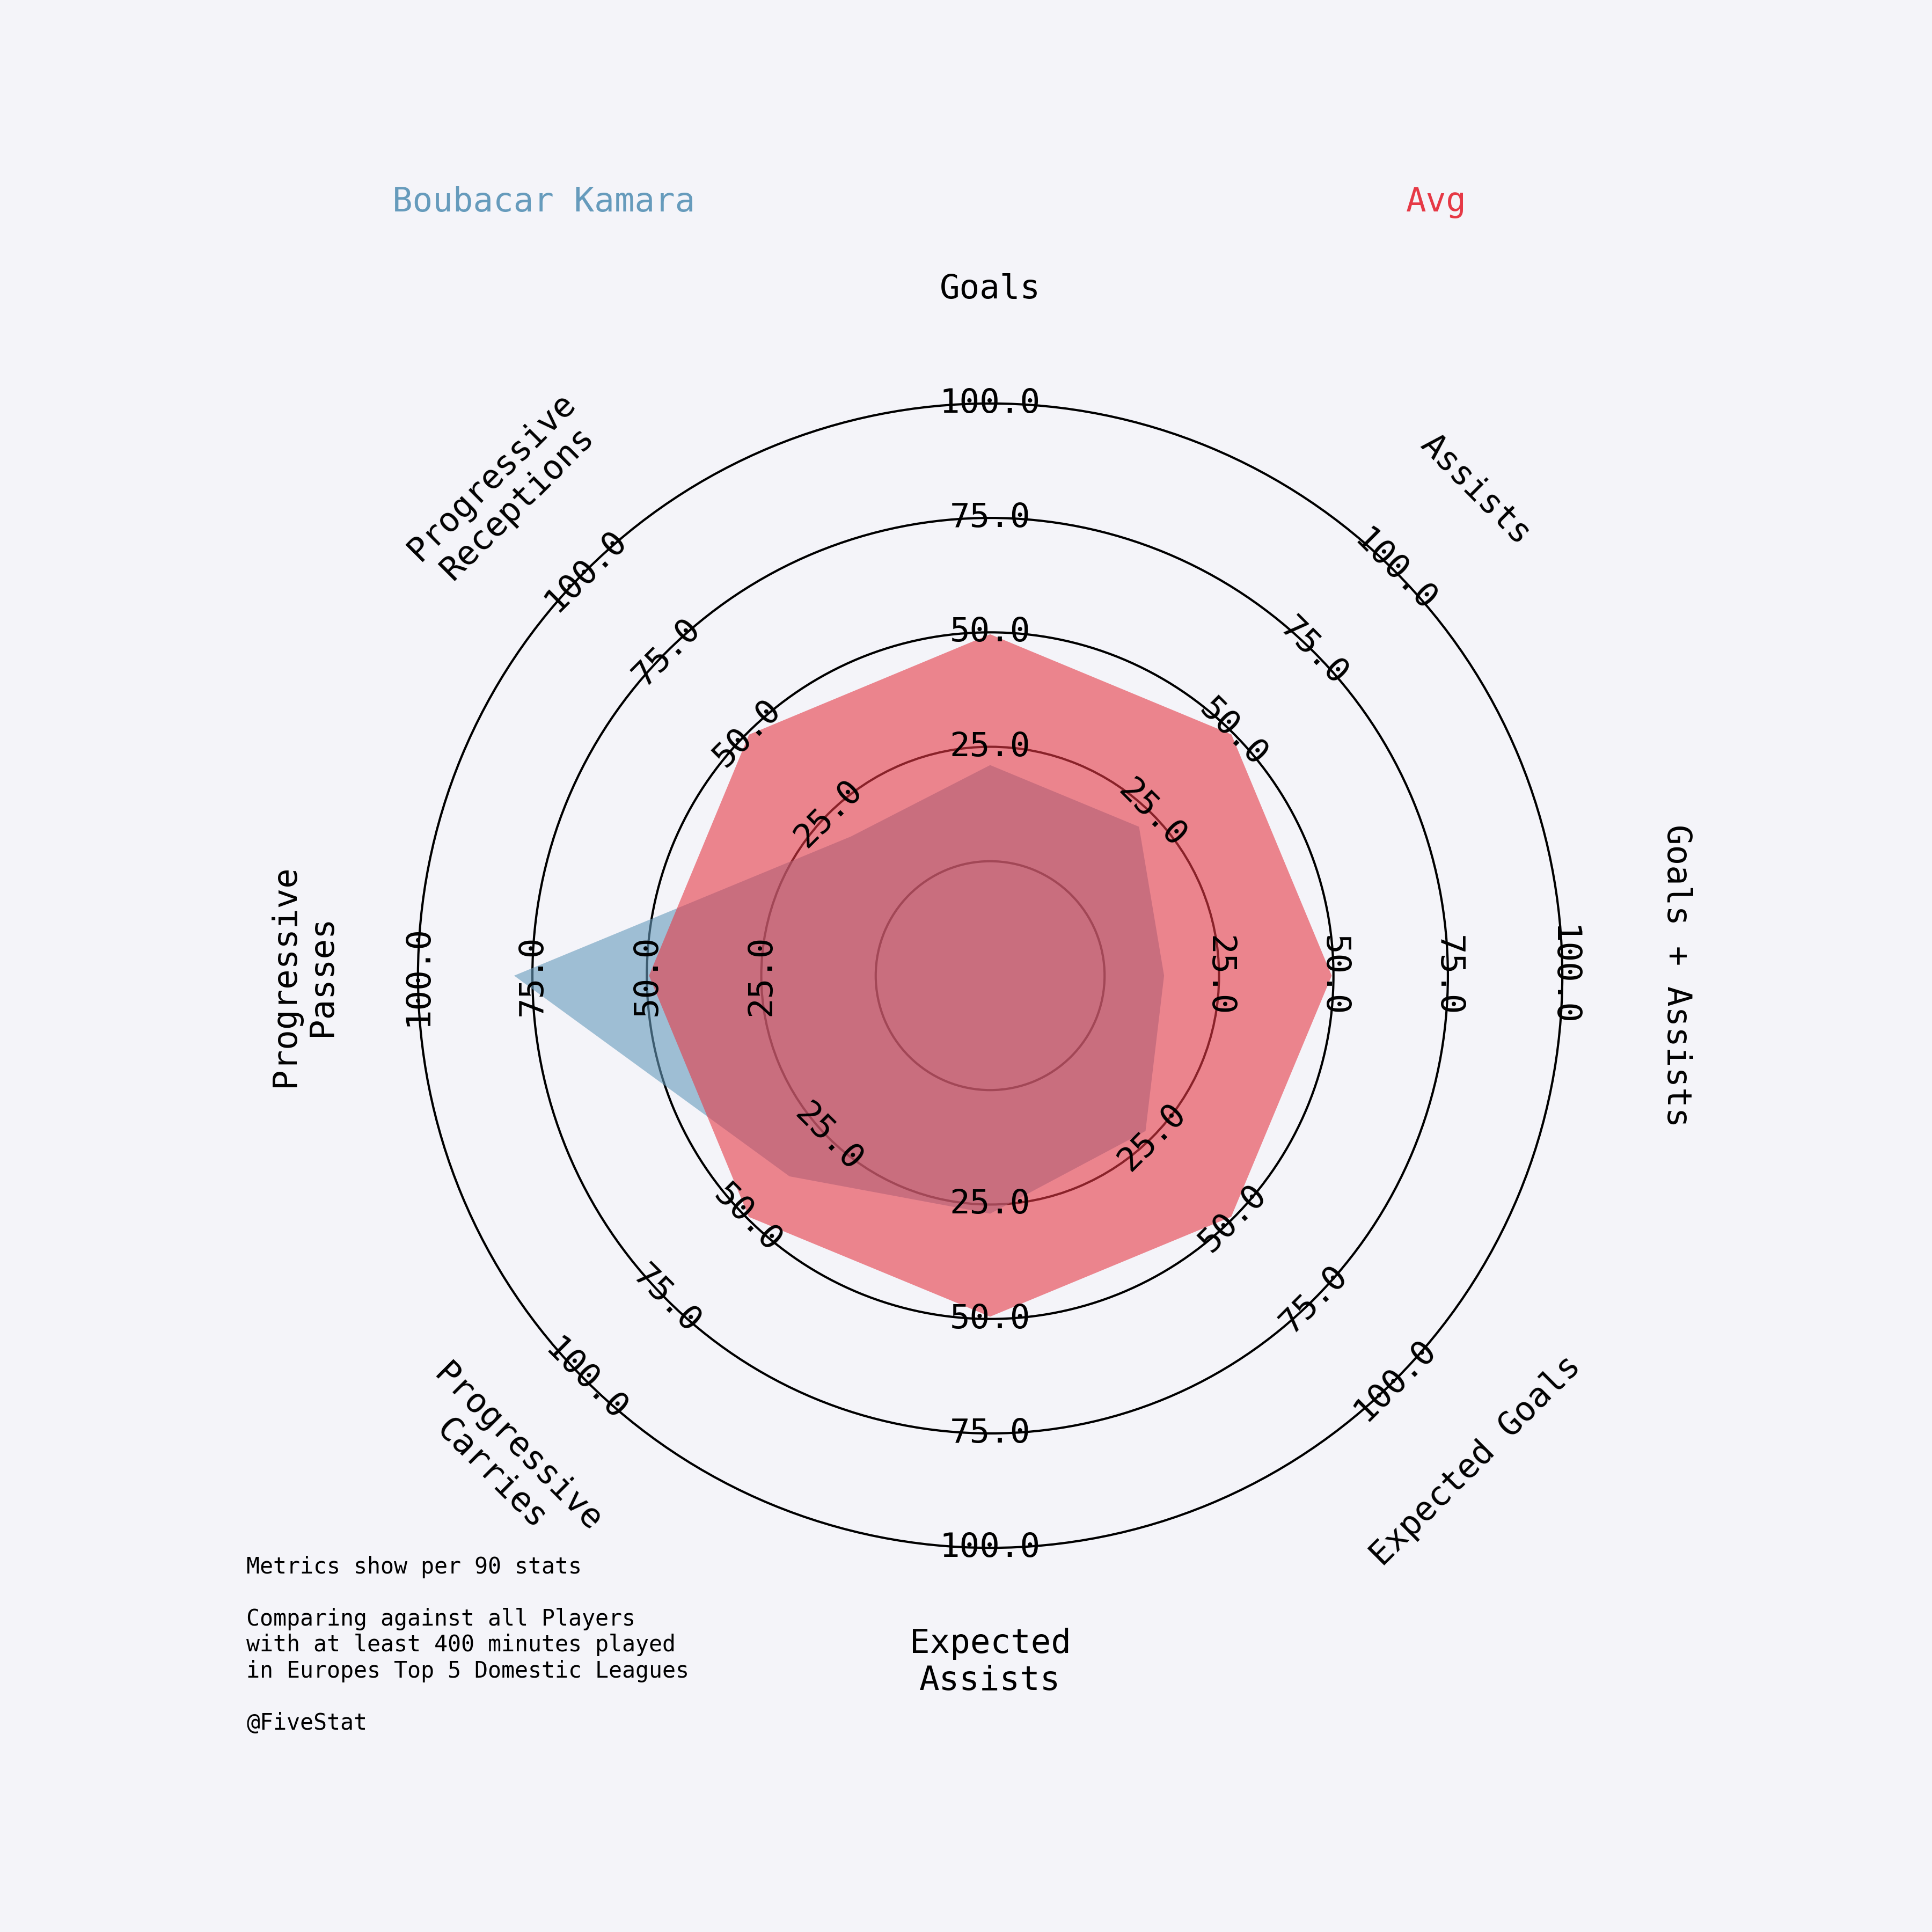 Boubacar Kamara
Avg
Goals
Assists
Goals + Assists
Expected Goals
Expected
Assists
Progressive
Carries
Progressive
Passes
Progressive
Receptions
100.0
75.0
50.0
25.0
100.0
75.0
50.0
25.0
100.0
75.0
50.0
25.0
100.0
75.0
50.0
25.0
25.0
50.0
75.0
100.0
25.0
50.0
75.0
100.0
100.0
75.0
50.0
25.0
100.0
75.0
50.0
25.0
Metrics show per 90 stats
Comparing against all Players
with at least 400 minutes played
in Europes Top 5 Domestic Leagues
@FiveStat